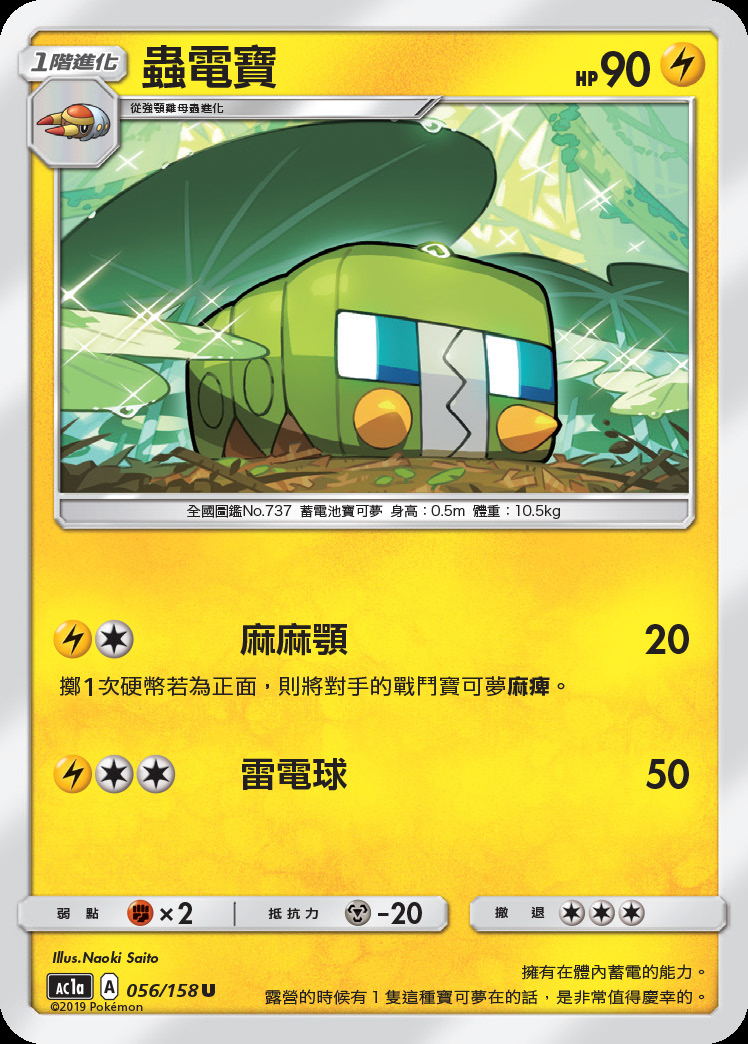 1階進化 蟲電寶 HP90
從強顎雞母蟲進化
全國圖鑑No.737 蓄電池寶可夢 身高：0.5m 體重：10.5kg
麻麻顎 20
擲1次硬幣若為正面，則將對手的戰鬥寶可夢麻痺。
雷電球 50
弱點 ×2 抵抗力 -20 撤退
Illus.Naoki Saito
AC1a A 056/158 U
©2019 Pokémon
擁有在體內蓄電的能力。
露營的時候有1隻這種寶可夢在的話，是非常值得慶幸的。